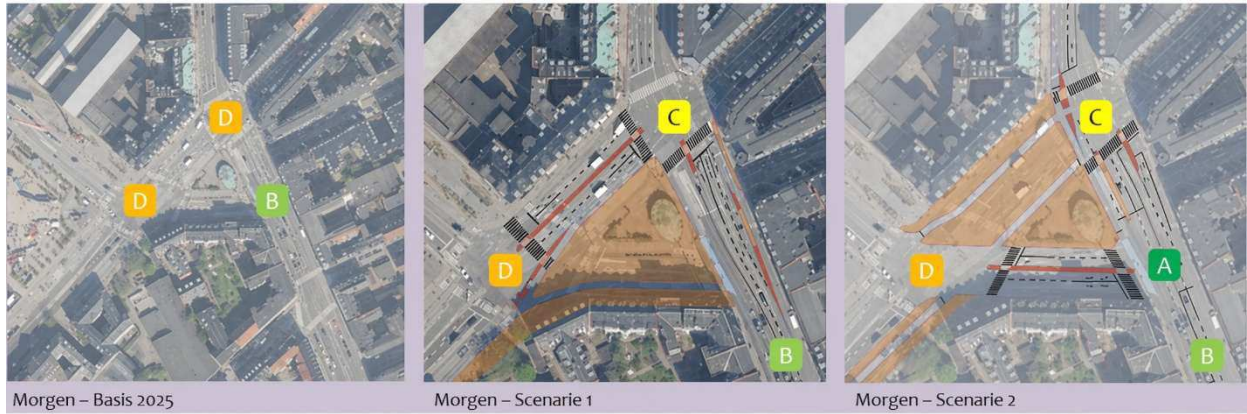 D
D
B
Morgen – Basis 2025
C
D
B
Morgen – Scenarie 1
C
D
A
B
Morgen – Scenarie 2